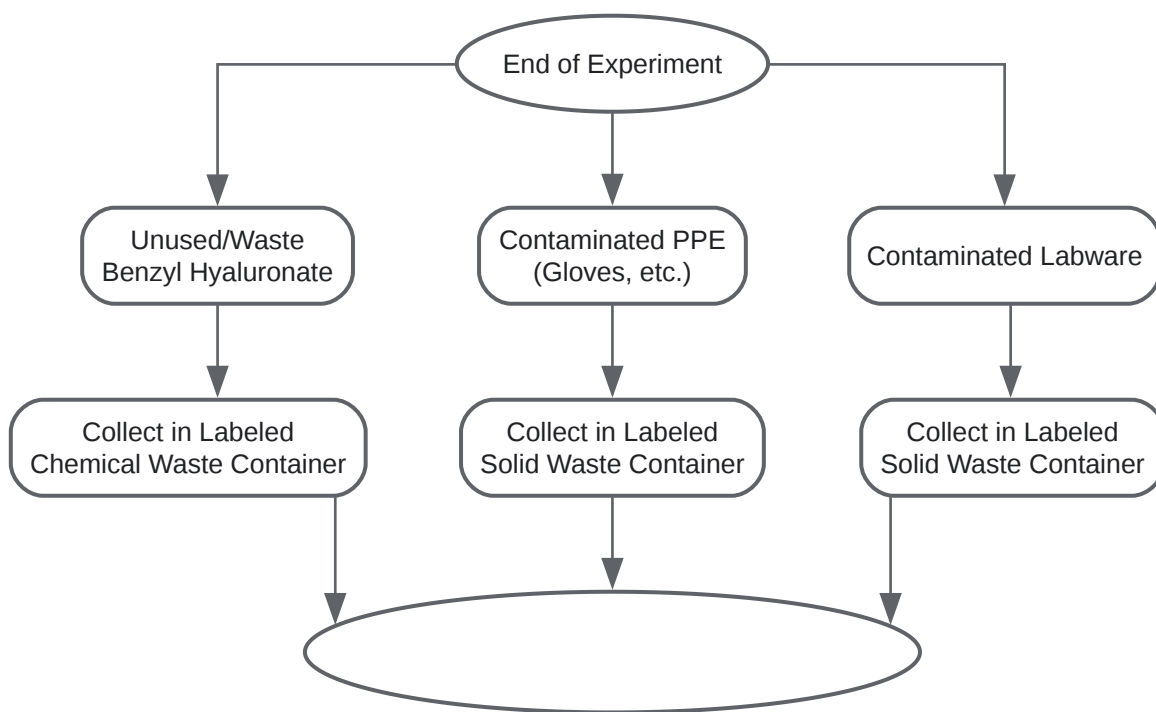 End of Experiment
Unused/Waste
Benzyl Hyaluronate
Contaminated PPE
(Gloves, etc.)
Contaminated Labware
Collect in Labeled
Chemical Waste Container
Collect in Labeled
Solid Waste Container
Collect in Labeled
Solid Waste Container